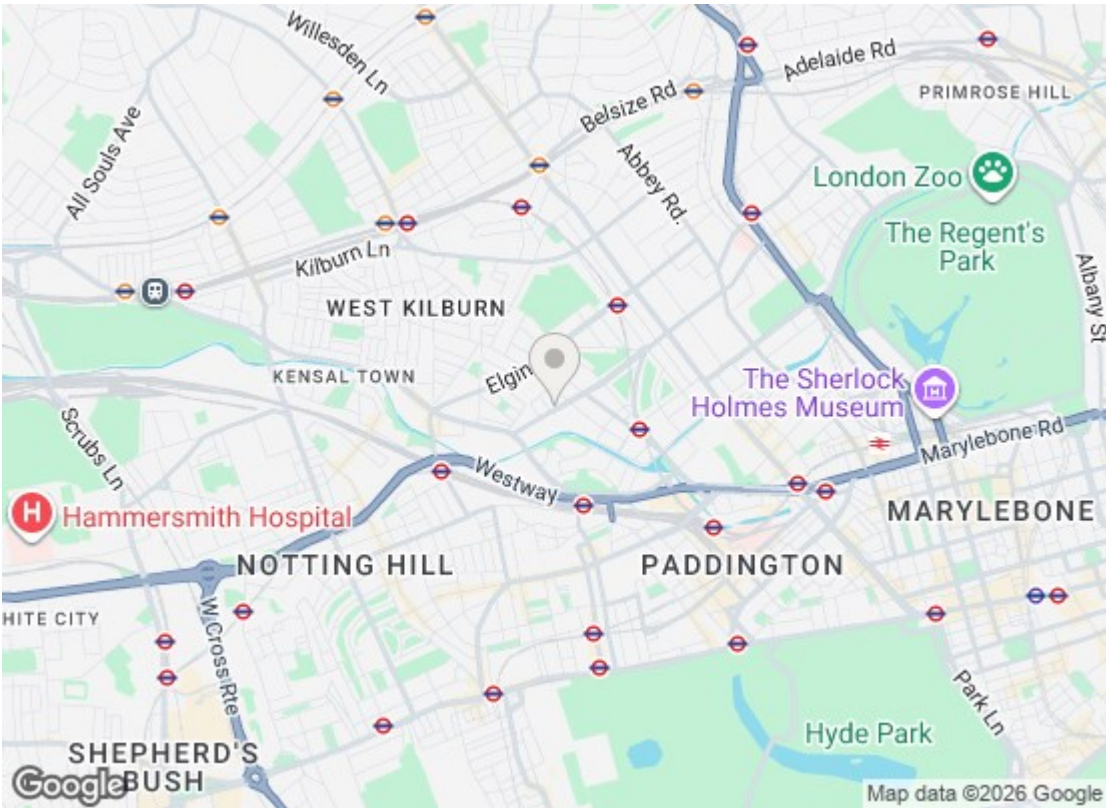 Willesden Ln
Adelaide Rd
Belsize Rd
PRIMROSE HILL
All Souls Ave
Abbey Rd.
London Zoo
The Regent's
Park
Kilburn Ln
Albany St
WEST KILBURN
Elgin
KENSAL TOWN
The Sherlock
Holmes Museum
Scrubs Ln
Marylebone Rd
Westway
H
Hammersmith Hospital
MARYLEBONE
NOTTING HILL
PADDINGTON
HITE CITY
W Cross Rte
Park Ln
Hyde Park
SHEPHERD'S
BUSH
Google
Map data ©2026 Google